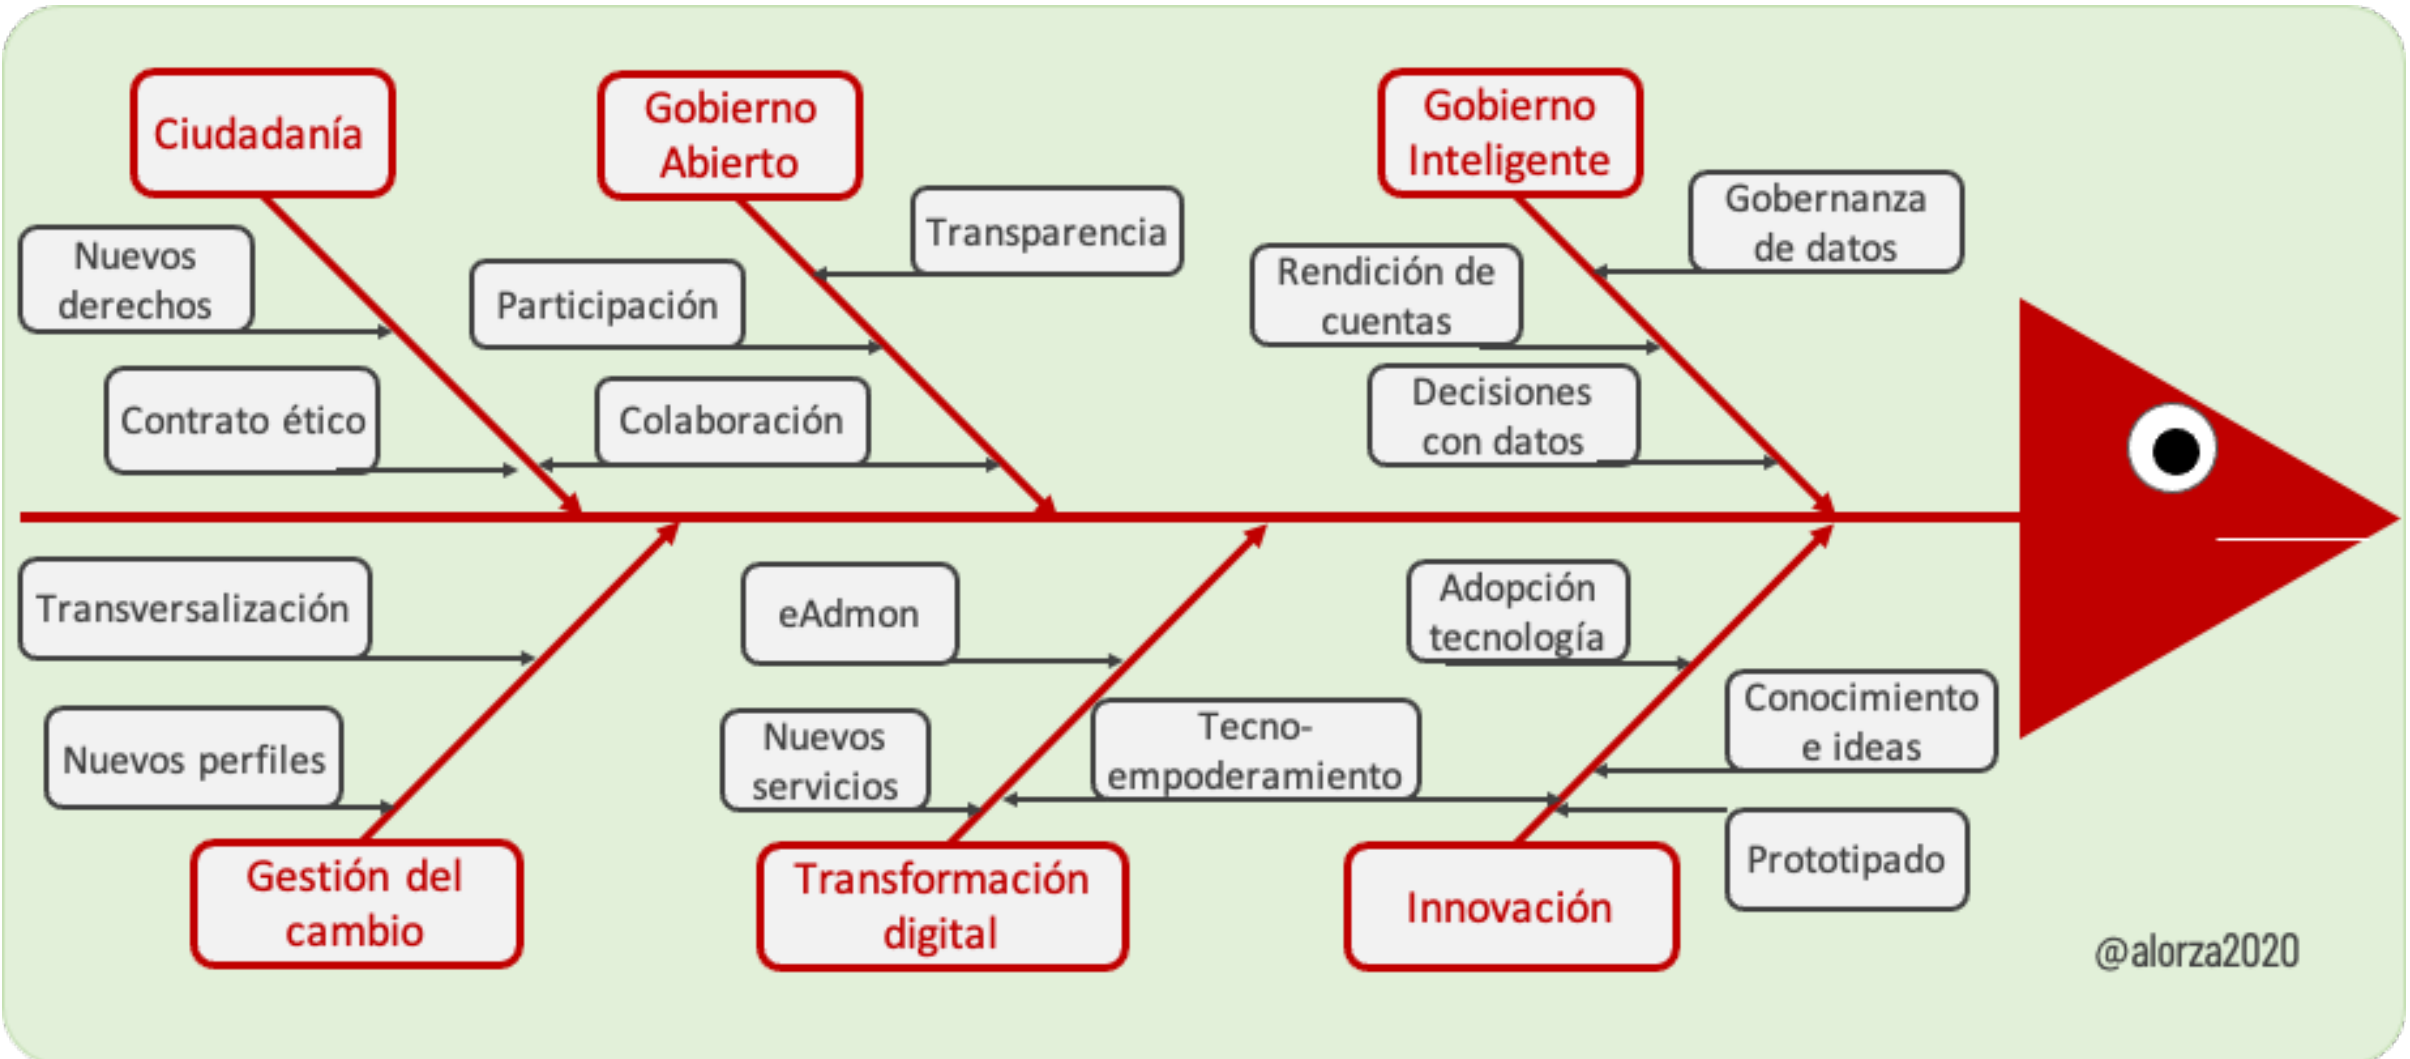 Ciudadanía
Gobierno
Abierto
Gobierno
Inteligente
Nuevos
derechos
Contrato ético
Participación
Transparencia
Colaboración
Rendición de
cuentas
Gobernanza
de datos
Decisiones
con datos
Transversalización
Nuevos perfiles
Gestión del
cambio
eAdmon
Nuevos
servicios
Tecno-
empoderamiento
Transformación
digital
Adopción
tecnología
Conocimiento
e ideas
Prototipado
Innovación
@alorza2020